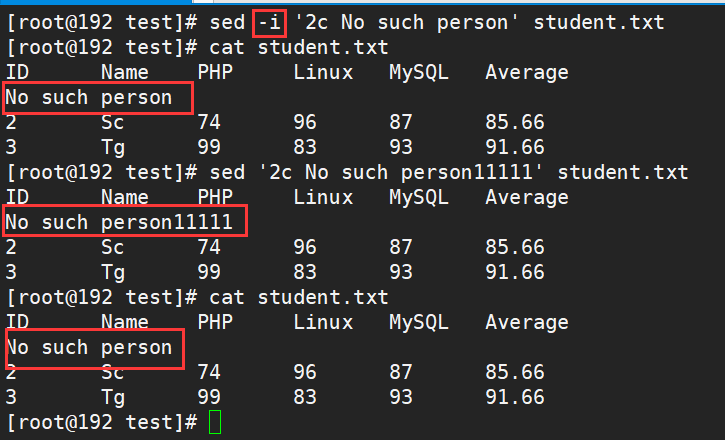 [root@192 test]# sed -i '2c No such person' student.txt
[root@192 test]# cat student.txt
ID Name PHP Linux MySQL Average
No such person
2 Sc 74 96 87 85.66
3 Tg 99 83 93 91.66
[root@192 test]# sed '2c No such person11111' student.txt
ID Name PHP Linux MySQL Average
No such person11111
2 Sc 74 96 87 85.66
3 Tg 99 83 93 91.66
[root@192 test]# cat student.txt
ID Name PHP Linux MySQL Average
No such person
2 Sc 74 96 87 85.66
3 Tg 99 83 93 91.66
[root@192 test]#